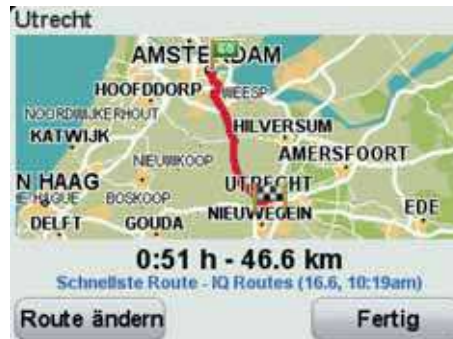 Utrecht
AMSTERDAM
HOOFDDORP WEESP
NOORDWIJKERHOUT
HILVERSUM
KATWIJK
NIEUWKOOP AMERSFOORT
N HAAG UTRECHT
BOSKOOP
NIEUWEGEIN EDE
DELFT GOUDA
0:51 h - 46.6 km
Schnellste Route - IQ Routes (16.6, 10:19am)
Route ändern Fertig